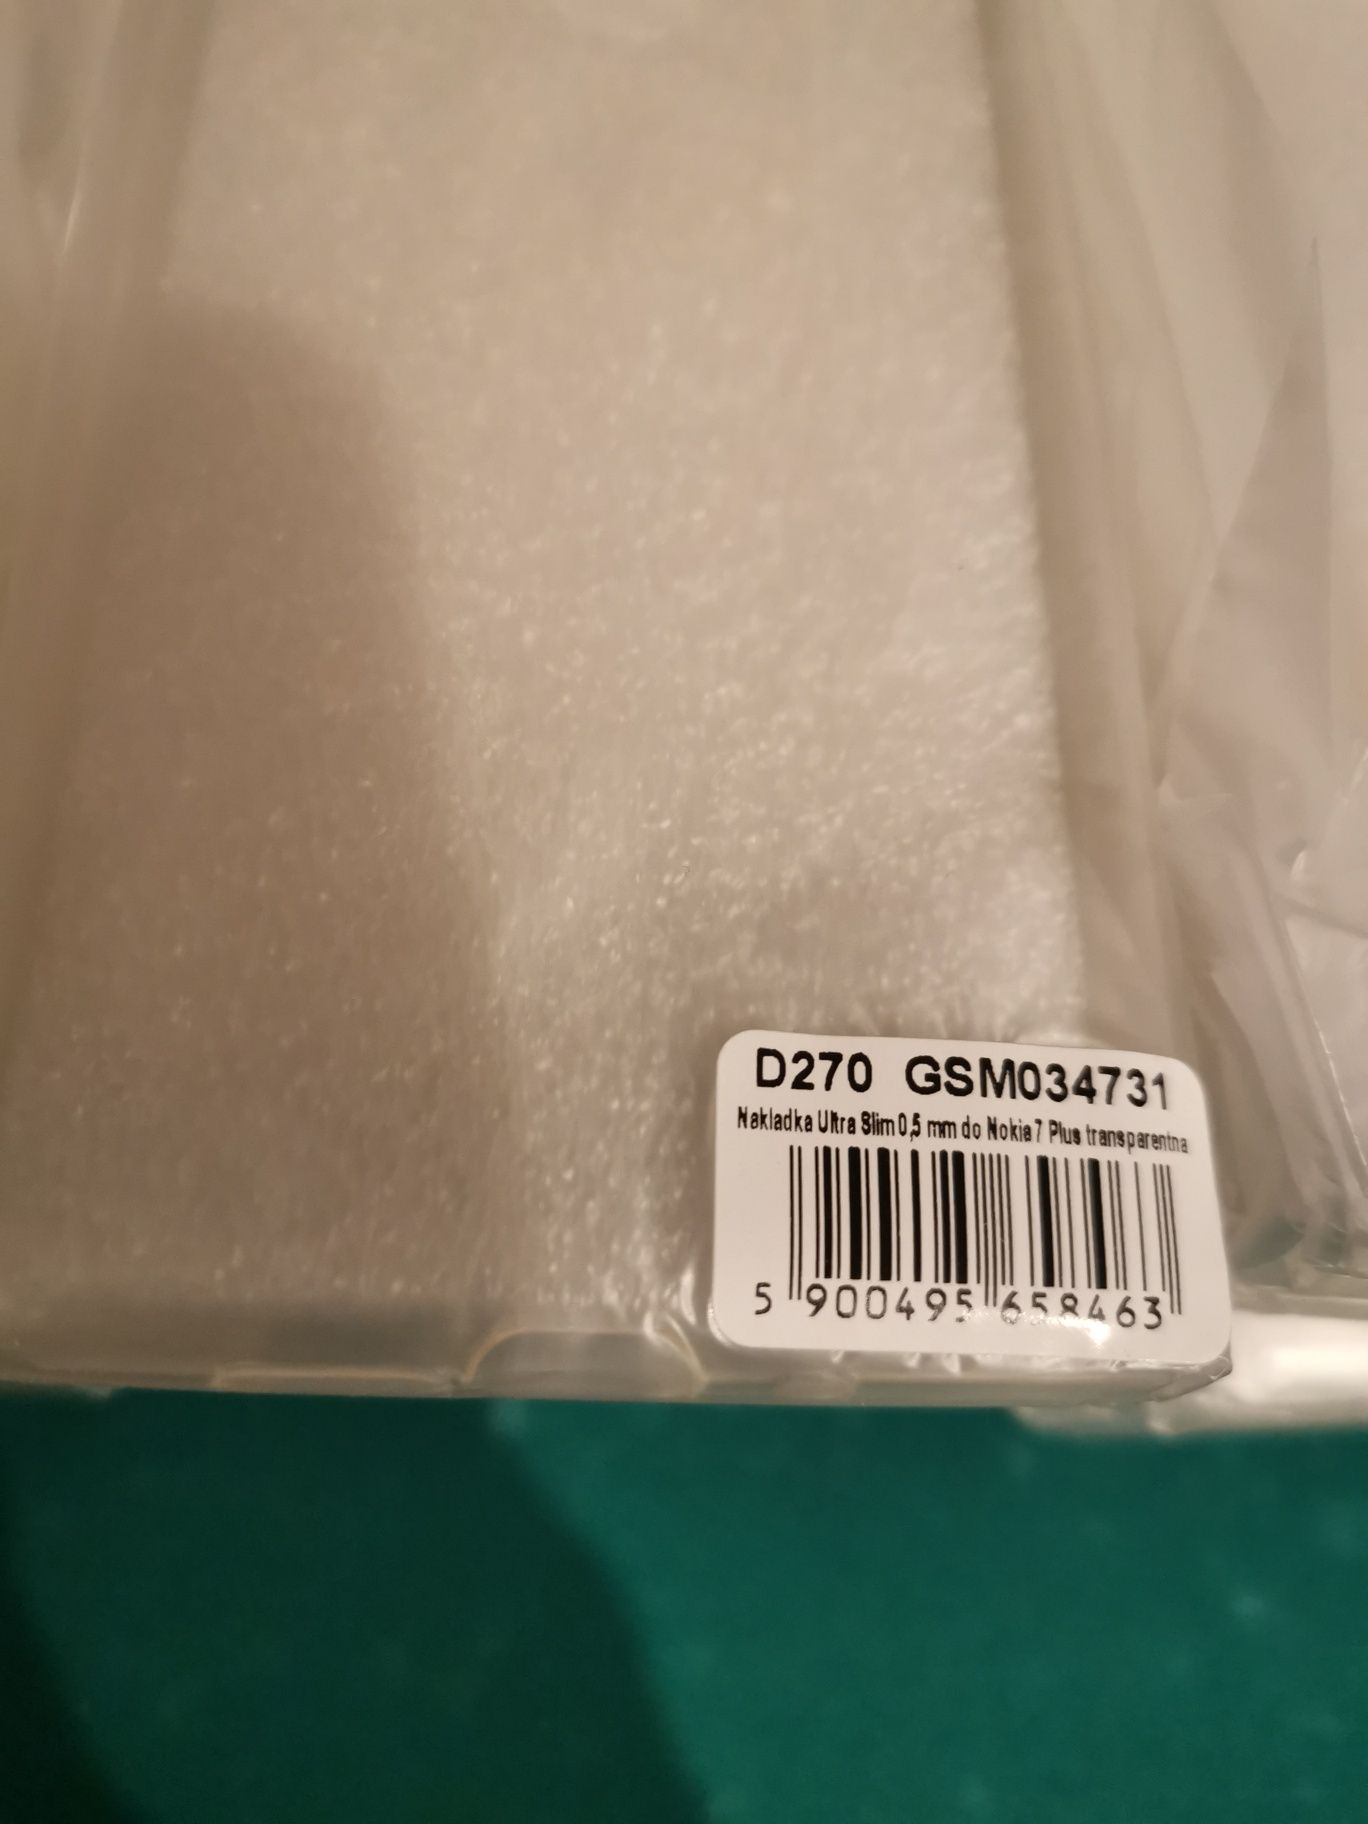 D270 GSM034731
Nakladka Ultra Slim 0,5 mm do Nokia 7 Plus transparentna
5 900495 658463